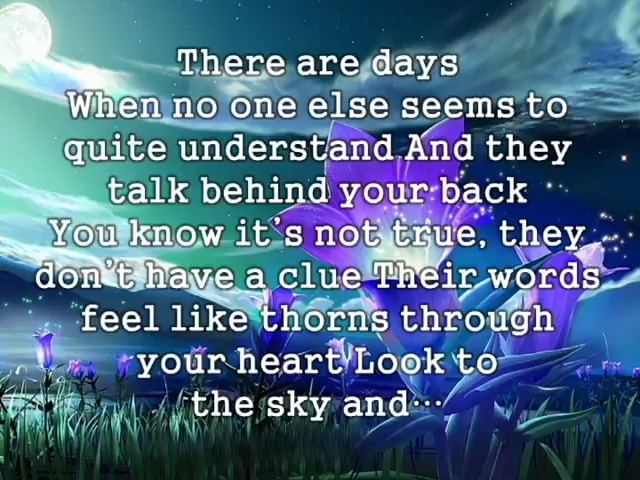 There are days
When no one else seems to
quite understand And they
talk behind your back
You know it's not true, they
don't have a clue Their words
feel like thorns through
your heart Look to
the sky and…